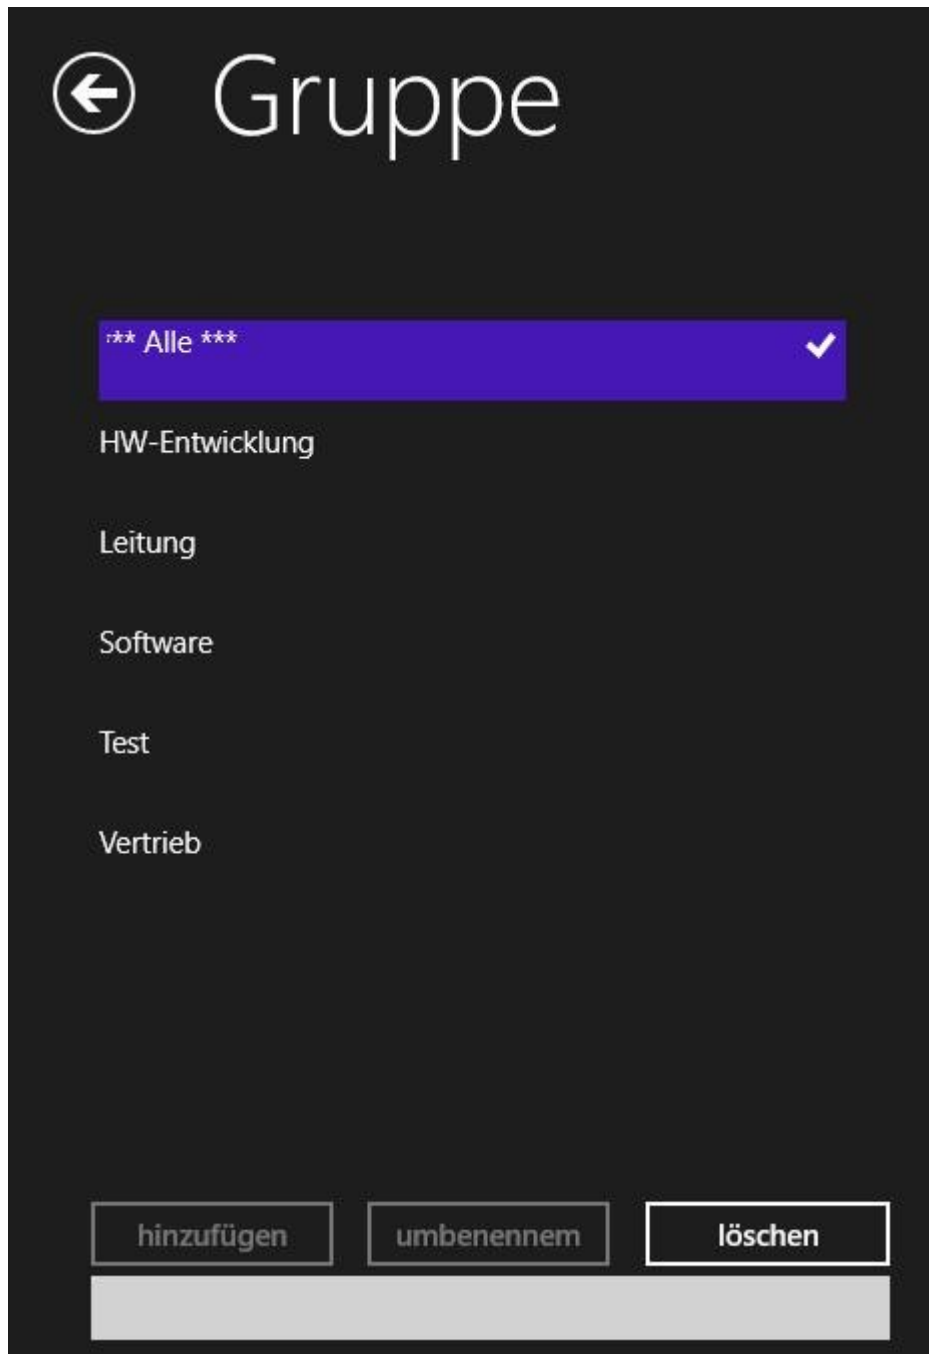 Gruppe
*** Alle ***
HW-Entwicklung
Leitung
Software
Test
Vertrieb
hinzufügen umbenennem löschen